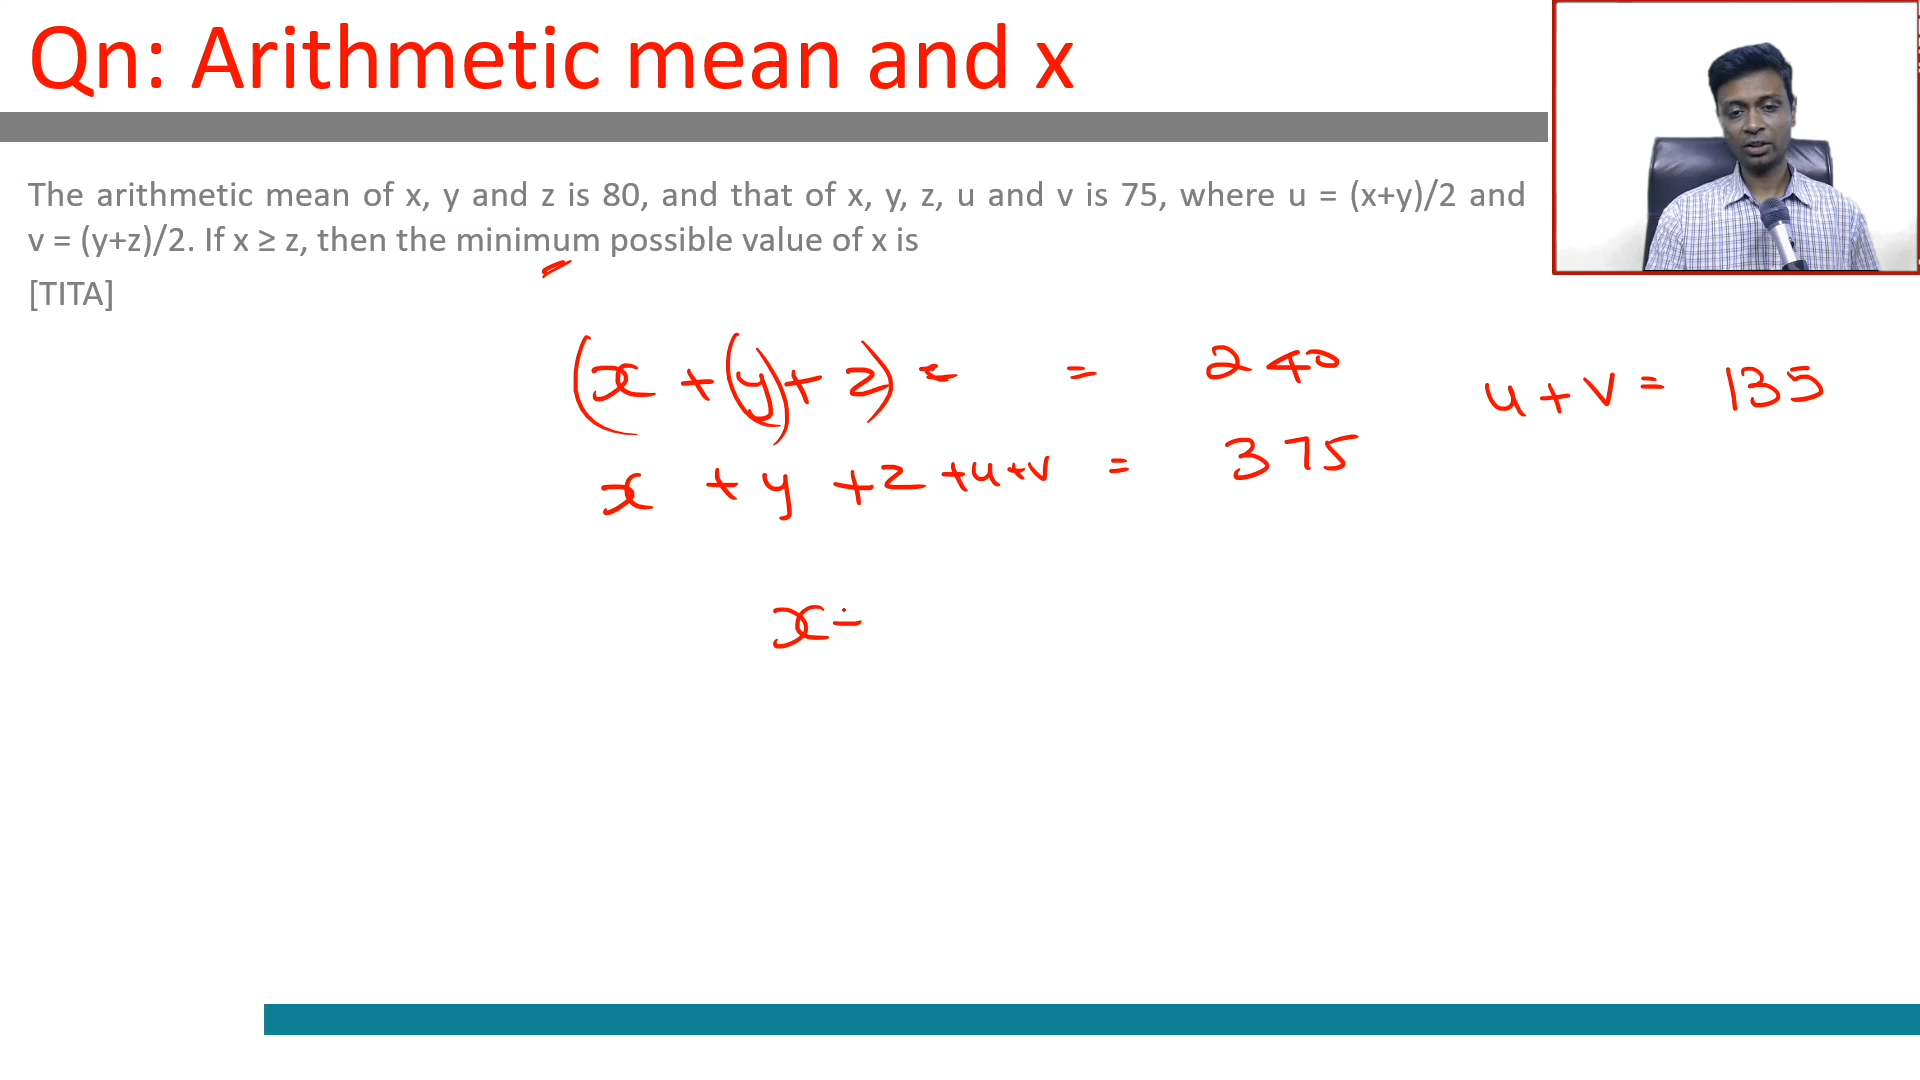 Qn: Arithmetic mean and x
The arithmetic mean of x, y and z is 80, and that of x, y, z, u and v is 75, where u = (x+y)/2 and
v = (y+z)/2. If x ≥ z, then the minimum possible value of x is
[TITA]
(x + (y) + z) = = 240
u + v = 135
x + y + z + u + v = 375
x =